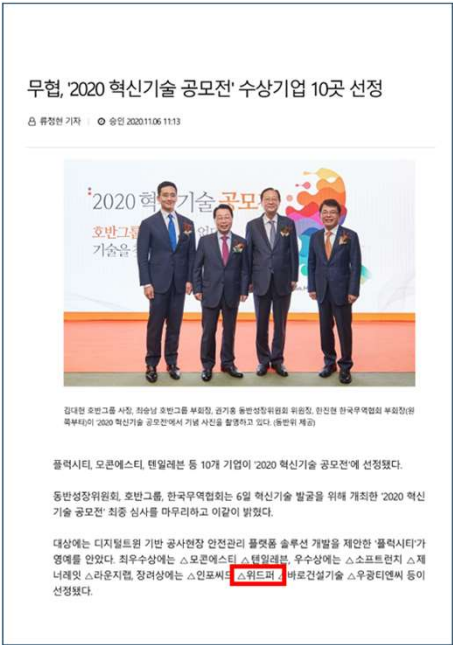 무협, '2020 혁신기술 공모전' 수상기업 10곳 선정
류정현 기자 승인 2020.11.06 11:13
'2020 혁신기술 공모
호반그룹
기술을
김대현 호반그룹 사장, 최승남 호반그룹 부회장, 권기홍 동반성장위원회 위원장, 한진현 한국무역협회 부회장(왼
쪽부터)이 '2020 혁신기술 공모전'에서 기념 사진을 촬영하고 있다. (동반위 제공)
플럭시티, 모콘에스티, 텐일레븐 등 10개 기업이 '2020 혁신기술 공모전'에 선정됐다.
동반성장위원회, 호반그룹, 한국무역협회는 6일 혁신기술 발굴을 위해 개최한 '2020 혁신
기술 공모전' 최종 심사를 마무리하고 이같이 밝혔다.
대상에는 디지털트윈 기반 공사현장 안전관리 플랫폼 솔루션 개발을 제안한 '플럭시티'가
영예를 안았다. 최우수상에는 △모콘에스티 △텐일레븐, 우수상에는 △소프트런치 △제
너레잇 △라운지랩, 장려상에는 △인포씨드 △위드퍼 △바로건설기술 △우광티엔씨 등이
선정됐다.